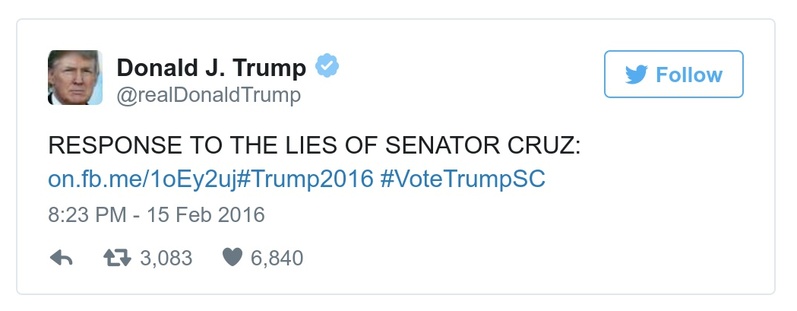 Donald J. Trump
@realDonaldTrump
Follow
RESPONSE TO THE LIES OF SENATOR CRUZ:
on.fb.me/1oEy2uj#Trump2016 #VoteTrumpSC
8:23 PM - 15 Feb 2016
3,083 6,840